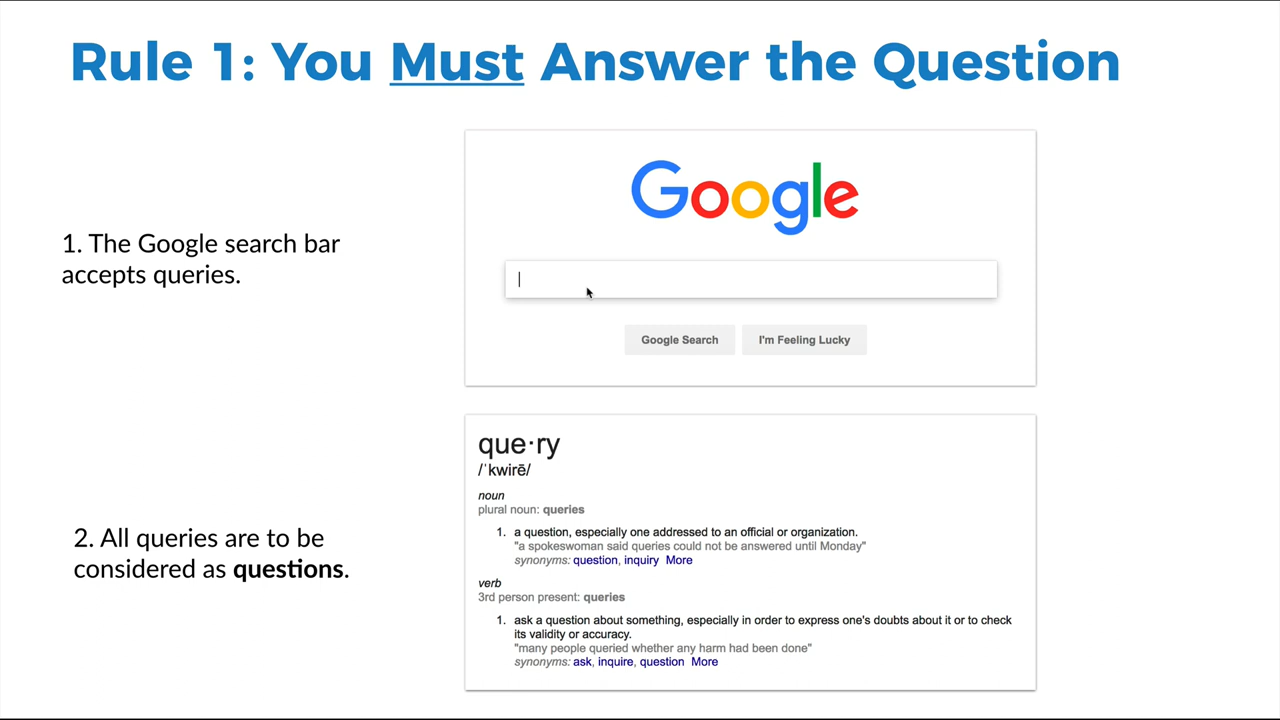 Rule 1: You Must Answer the Question
1. The Google search bar
accepts queries.
Google
Google Search
I'm Feeling Lucky
2. All queries are to be
considered as questions.
que·ry
/ˈkwirē/
noun
plural noun: queries
1. a question, especially one addressed to an official or organization.
"a spokeswoman said queries could not be answered until Monday"
synonyms: question, inquiry More
verb
3rd person present: queries
1. ask a question about something, especially in order to express one's doubts about it or to check
its validity or accuracy.
"many people queried whether any harm had been done"
synonyms: ask, inquire, question More